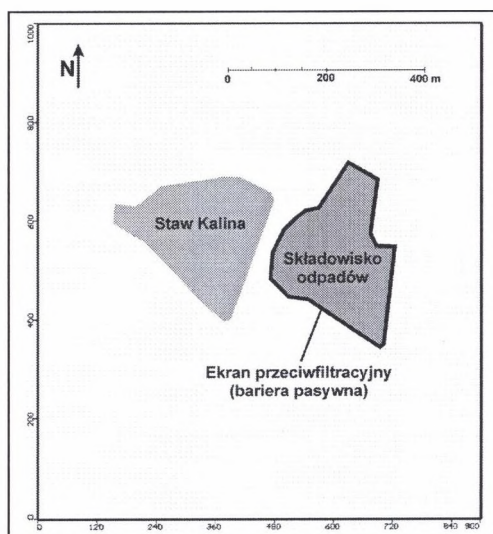 1000
N
0 200 400 m
800
Staw Kalina
600
Składowisko
odpadów
400
Ekran przeciwfiltracyjny
(bariera pasywna)
200
0
0 120 240 360 480 600 720 840 900